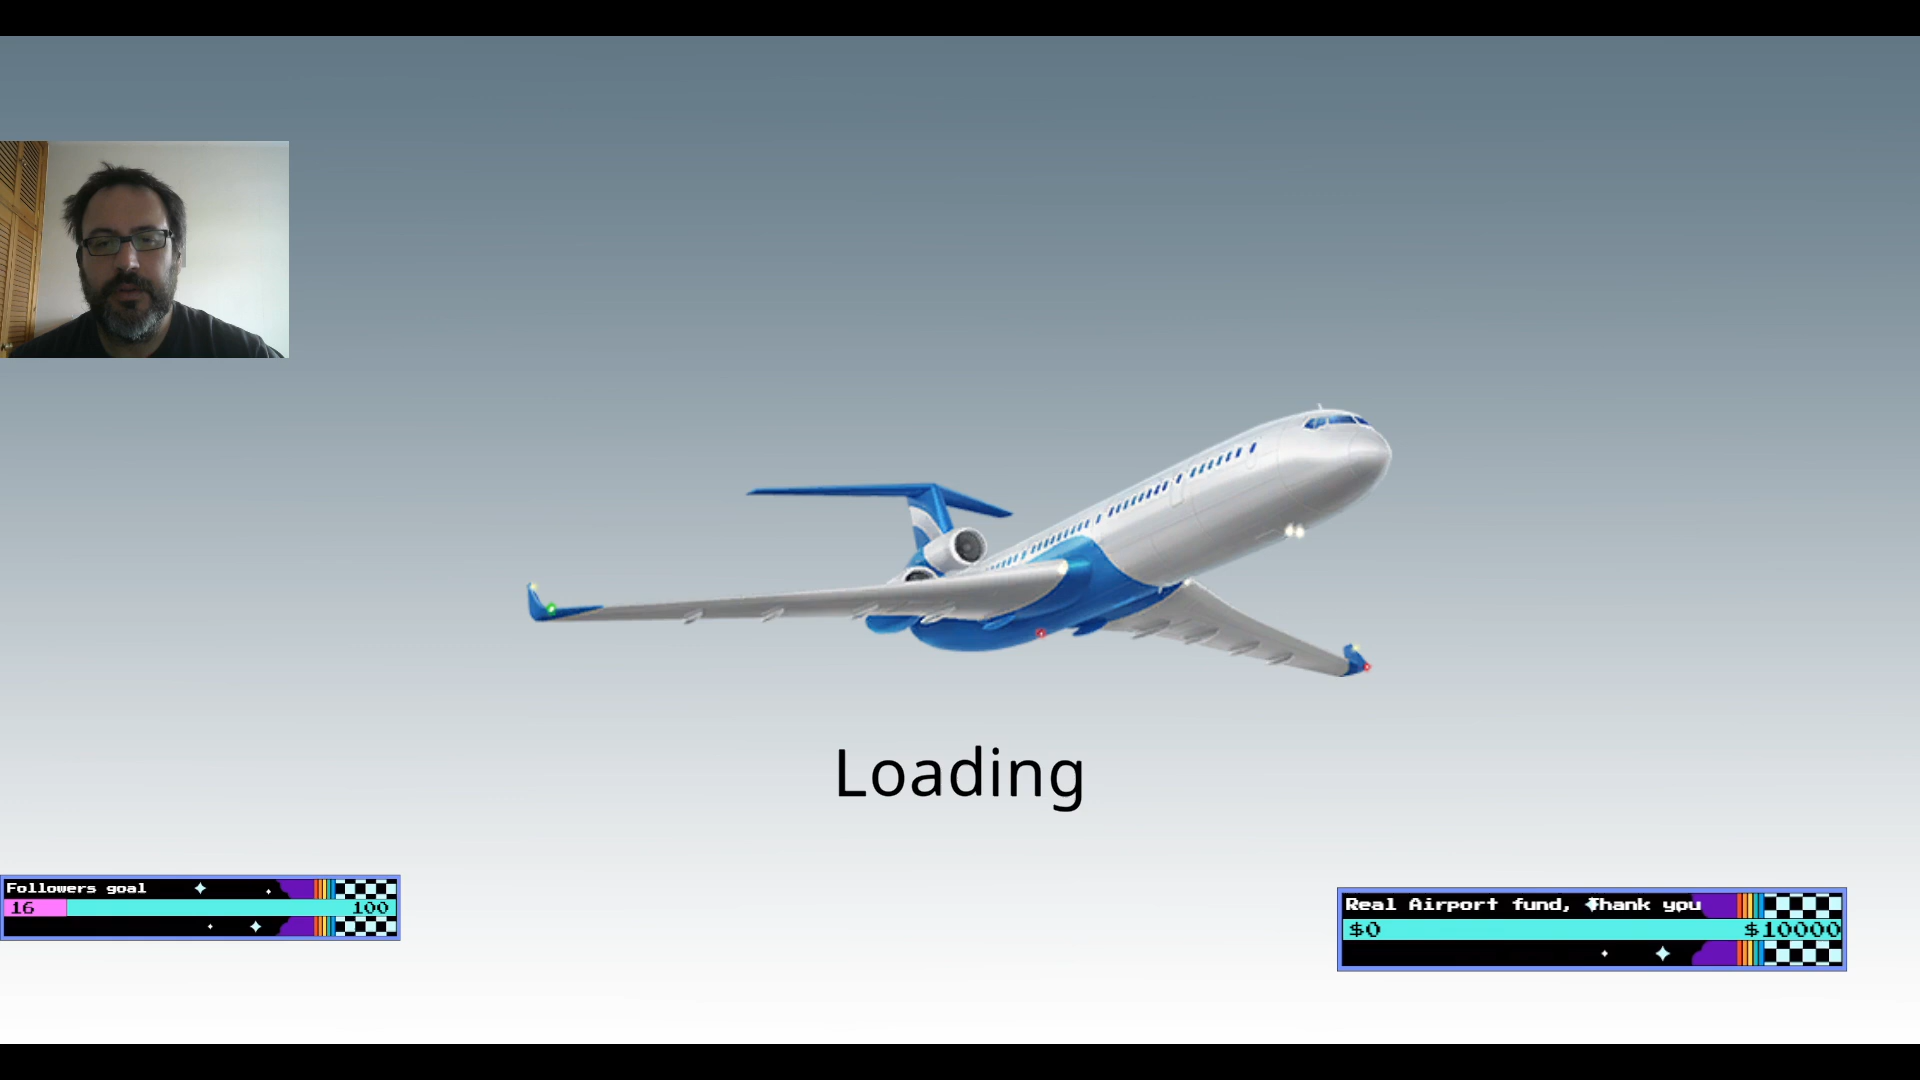 Loading
Followers goal
16 100
Real Airport fund, Thank you
$0 $10000